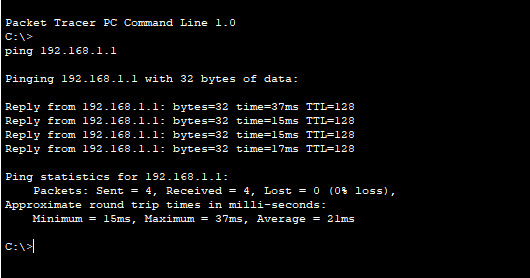 Packet Tracer PC Command Line 1.0
C:\>
ping 192.168.1.1
Pinging 192.168.1.1 with 32 bytes of data:
Reply from 192.168.1.1: bytes=32 time=37ms TTL=128
Reply from 192.168.1.1: bytes=32 time=15ms TTL=128
Reply from 192.168.1.1: bytes=32 time=15ms TTL=128
Reply from 192.168.1.1: bytes=32 time=17ms TTL=128
Ping statistics for 192.168.1.1:
Packets: Sent = 4, Received = 4, Lost = 0 (0% loss),
Approximate round trip times in milli-seconds:
Minimum = 15ms, Maximum = 37ms, Average = 21ms
C:\>